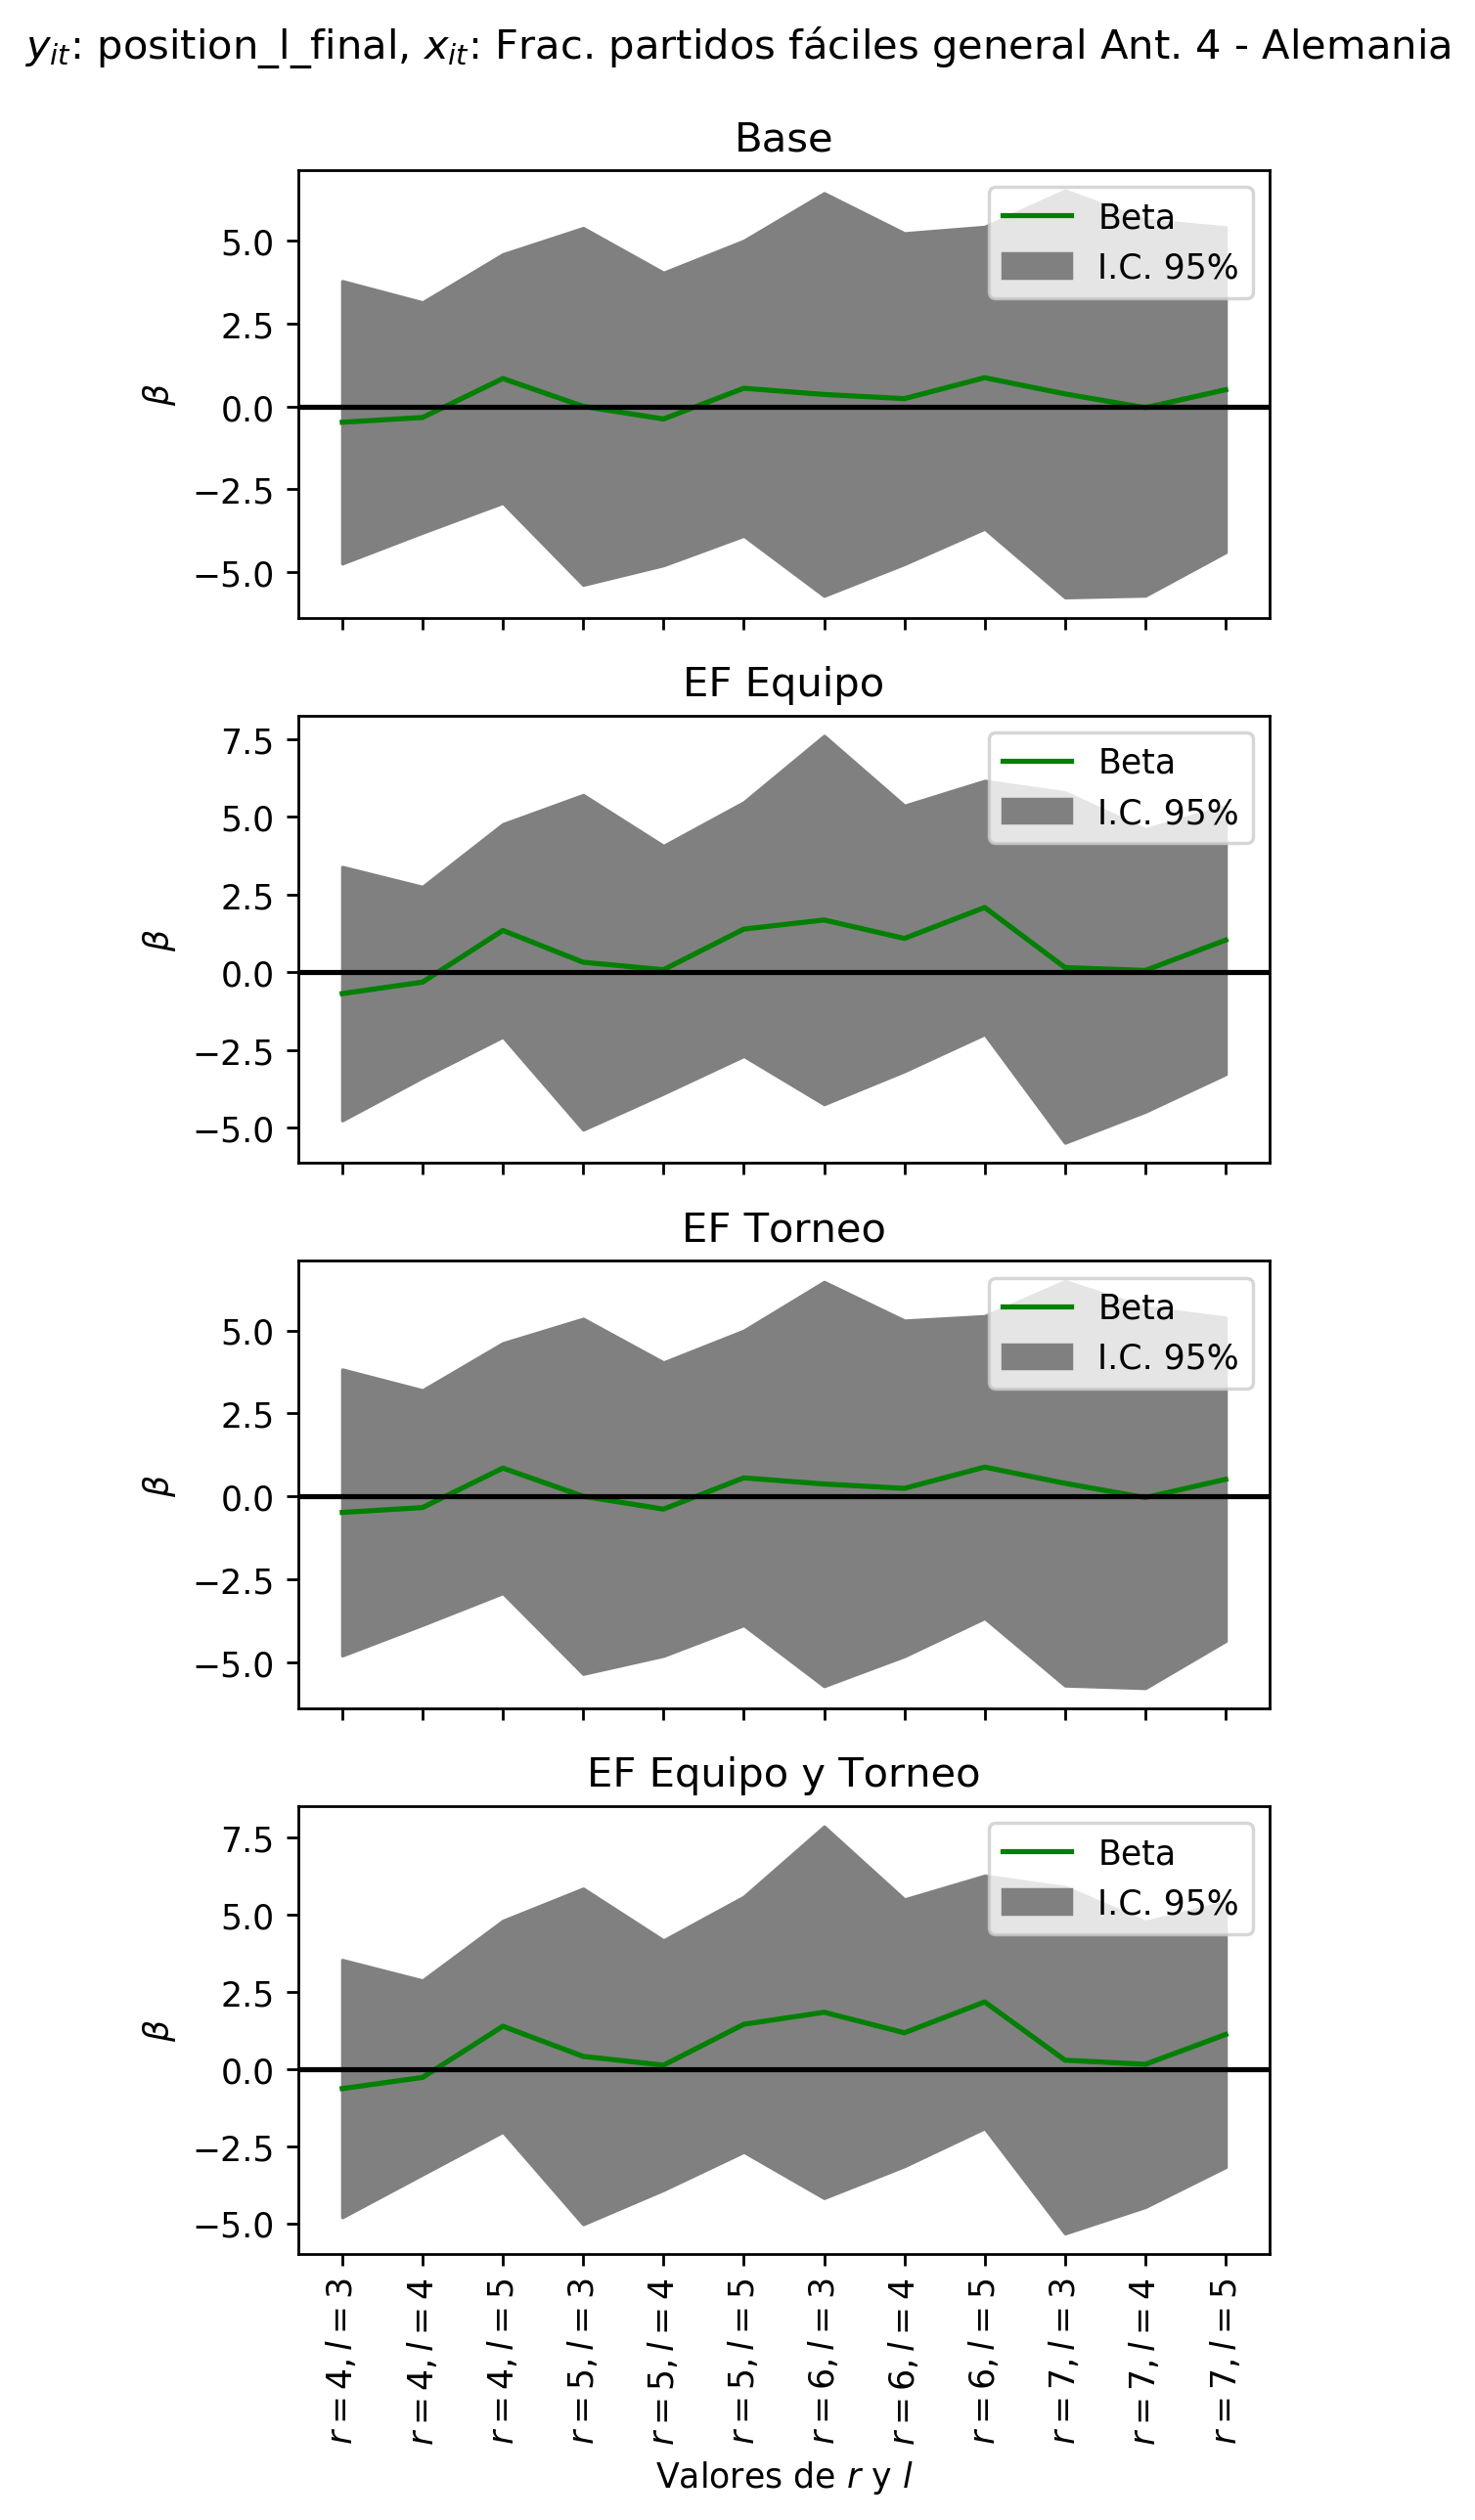 y_it: position_l_final, x_it: Frac. partidos fáciles general Ant. 4 - Alemania
Base
Beta
I.C. 95%
5.0
2.5
0.0
−2.5
−5.0
β
EF Equipo
Beta
I.C. 95%
7.5
5.0
2.5
0.0
−2.5
−5.0
β
EF Torneo
Beta
I.C. 95%
5.0
2.5
0.0
−2.5
−5.0
β
EF Equipo y Torneo
Beta
I.C. 95%
7.5
5.0
2.5
0.0
−2.5
−5.0
β
r = 4, l = 3
r = 4, l = 4
r = 4, l = 5
r = 5, l = 3
r = 5, l = 4
r = 5, l = 5
r = 6, l = 3
r = 6, l = 4
r = 6, l = 5
r = 7, l = 3
r = 7, l = 4
r = 7, l = 5
Valores de r y l